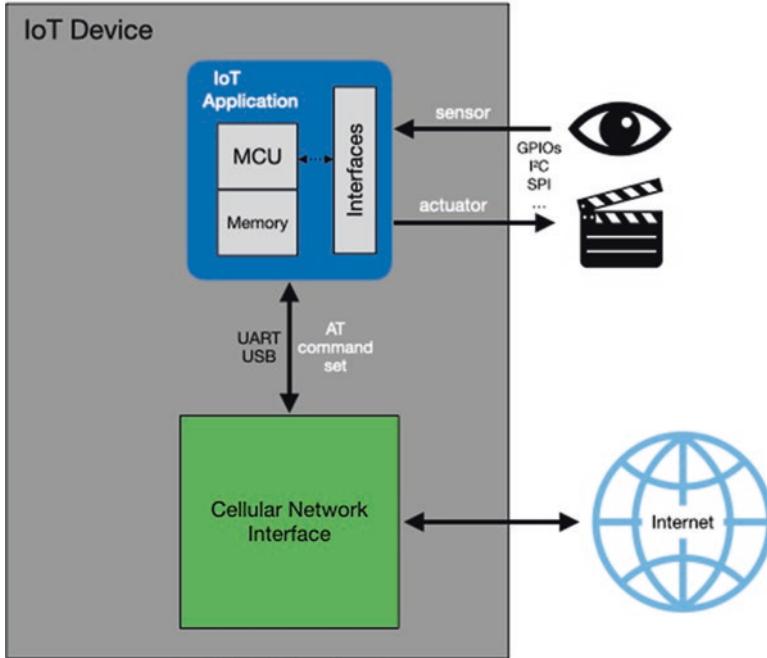 IoT Device
IoT
Application
MCU
Memory
Interfaces
sensor
GPIOs
I²C
SPI
...
actuator
UART
USB
AT
command
set
Cellular Network
Interface
Internet